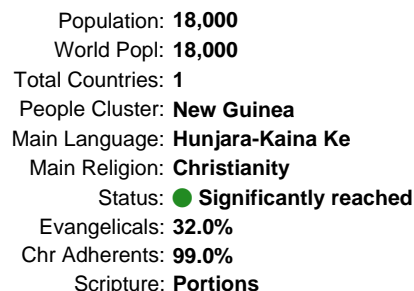 Population: 18,000
World Popl: 18,000
Total Countries: 1
People Cluster: New Guinea
Main Language: Hunjara-Kaina Ke
Main Religion: Christianity
Status: Significantly reached
Evangelicals: 32.0%
Chr Adherents: 99.0%
Scripture: Portions